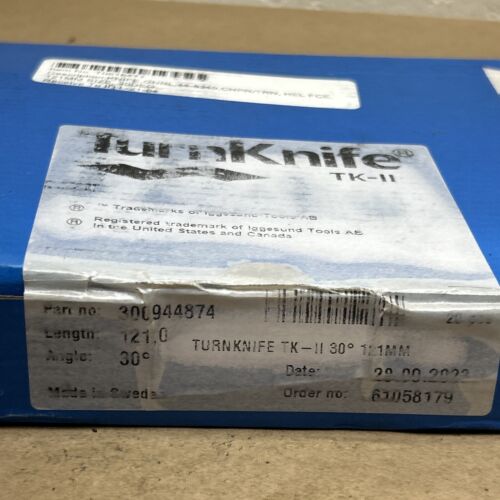 TurnKnife®
TK-II
™ Trademarks of Iggesund Tools AB
® Registered trademark of Iggesund Tools AB
In the United States and Canada
Part no: 300944874
Length: 121,0
TURNKNIFE TK-II 30° 121MM
Angle: 30°
Date:
Made in Sweden
Order no: 61058179